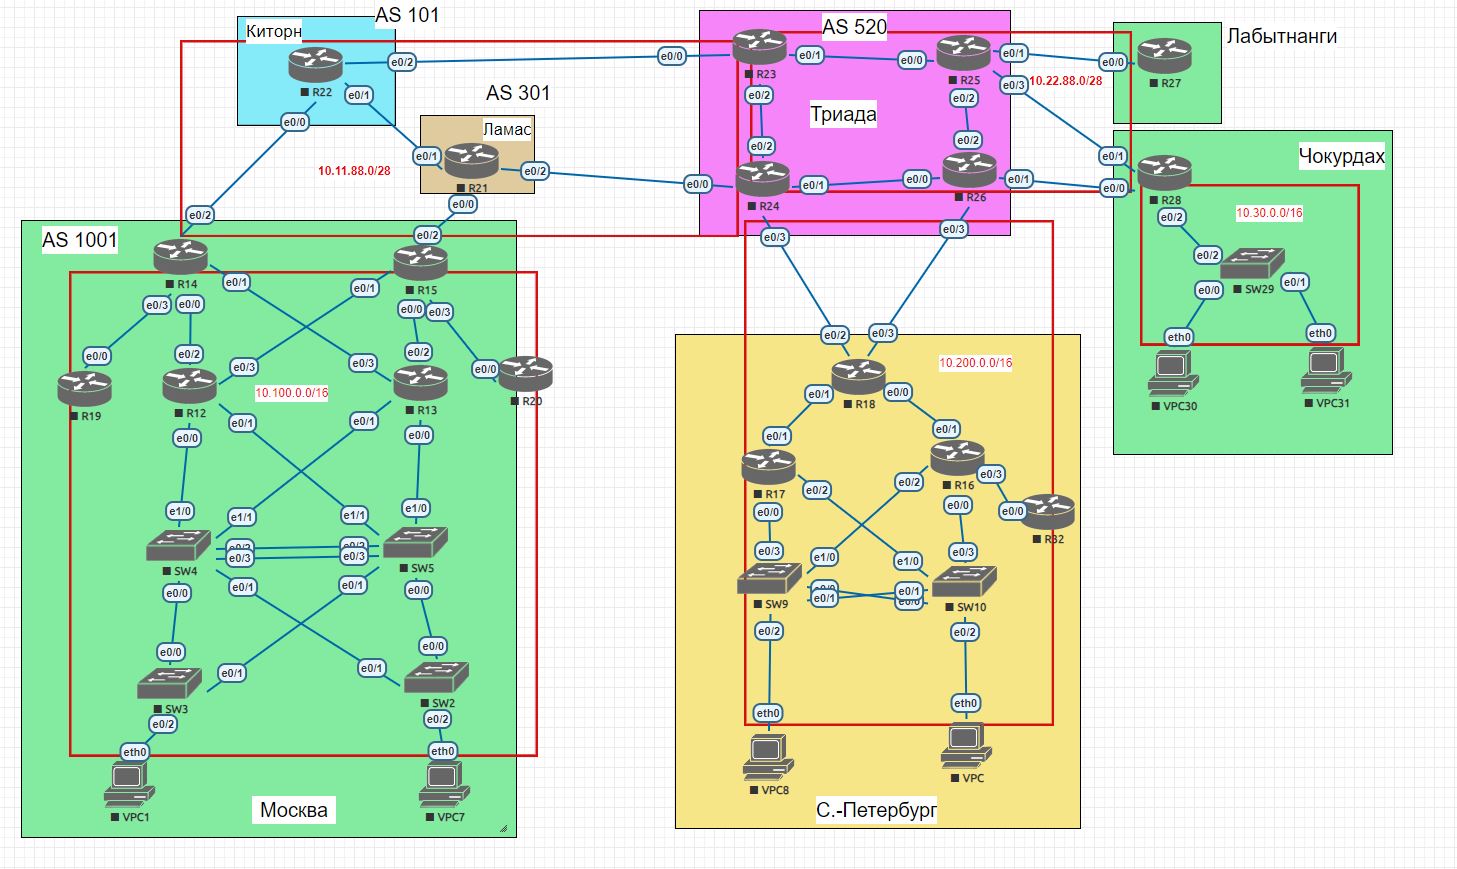 AS 101
Киторн
R22
e0/2
e0/1
e0/0
AS 301
Ламас
R21
e0/1
e0/2
e0/0
10.11.88.0/28
AS 520
Триада
e0/0
R23
e0/1
e0/2
e0/0
R25
e0/1
e0/3
e0/2
e0/2
e0/0
R24
e0/1
e0/3
e0/2
e0/0
R26
e0/1
e0/3
10.22.88.0/28
Лабытнанги
e0/0
R27
Чокурдах
e0/1
e0/0
R28
e0/2
10.30.0.0/16
e0/2
SW29
e0/0
e0/1
eth0
eth0
VPC30
VPC31
AS 1001
e0/2
R14
e0/1
e0/3
e0/0
e0/2
R15
e0/1
e0/0
e0/3
e0/0
R19
e0/2
R12
e0/3
e0/0
e0/1
10.100.0.0/16
e0/3
e0/2
R13
e0/1
e0/0
e0/0
R20
e1/0
e1/1
SW4
e0/3
e0/0
e0/1
e1/1
e1/0
e0/3
SW5
e0/1
e0/0
e0/0
SW3
e0/1
e0/2
e0/1
e0/0
SW2
e0/2
eth0
VPC1
eth0
VPC7
Москва
e0/2
e0/3
R18
e0/1
e0/0
10.200.0.0/16
e0/1
R17
e0/2
e0/0
e0/1
R16
e0/2
e0/3
e0/0
e0/0
R32
e0/3
e1/0
SW9
e0/1
e0/2
e1/0
e0/3
e0/1
e0/0
SW10
e0/2
eth0
VPC8
eth0
VPC
С.-Петербург